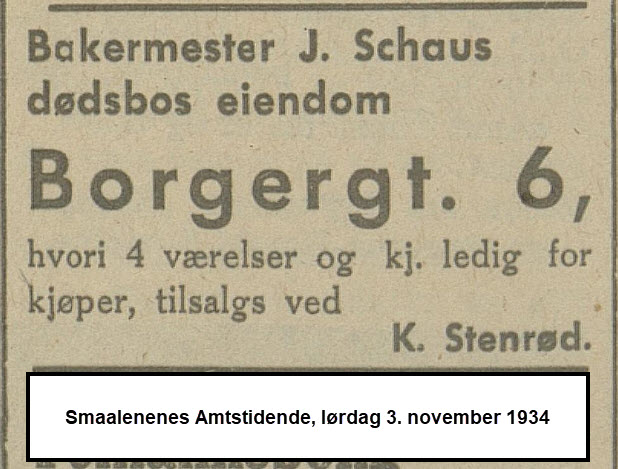 Bakermester J. Schaus
dødsbos eiendom
Borgergt. 6,
hvori 4 værelser og kj. ledig for
kjøper, tilsalgs ved
K. Stenrød.
Smaalenenes Amtstidende, lørdag 3. november 1934